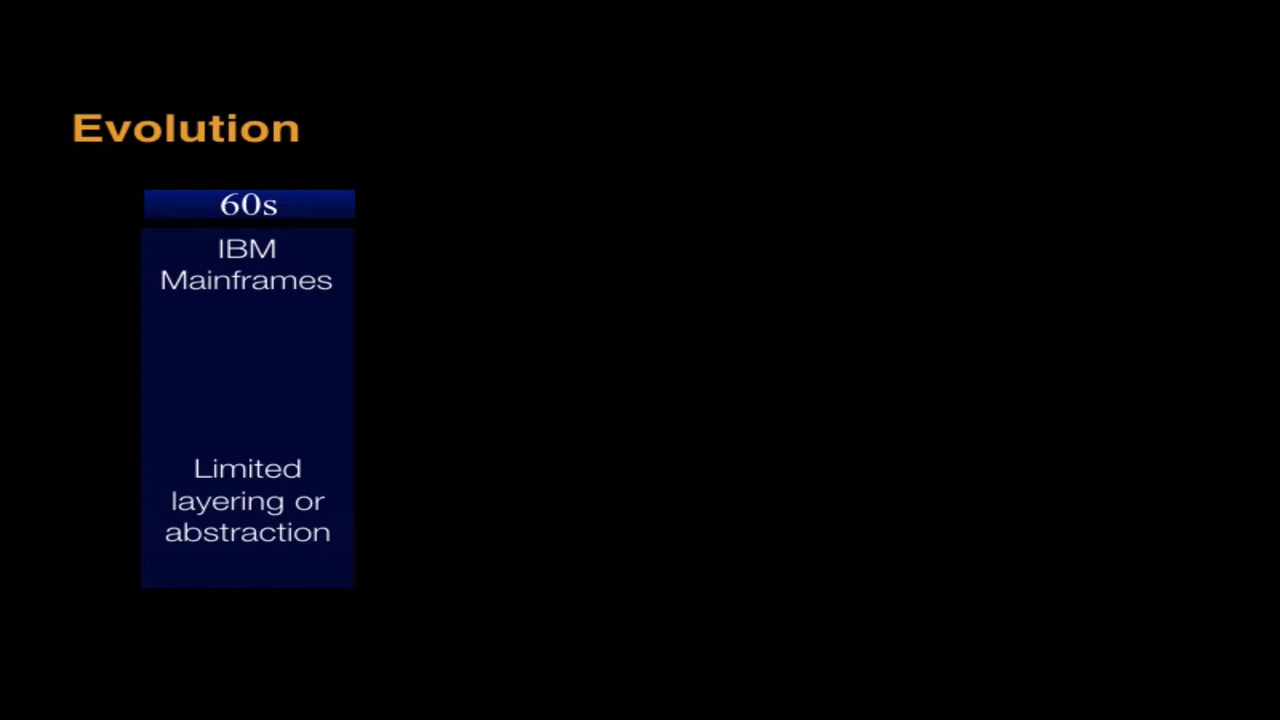 Evolution
60s
IBM
Mainframes
Limited
layering or
abstraction